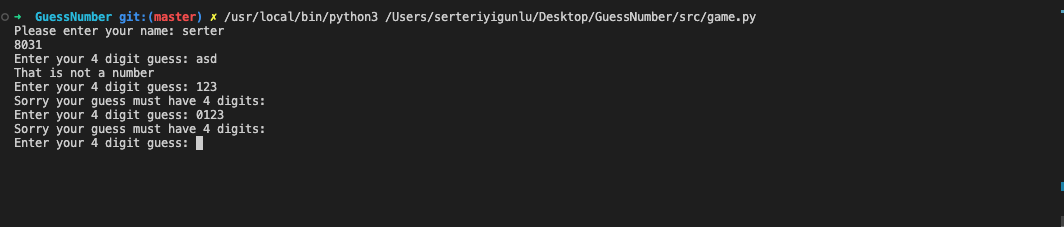 ➜ GuessNumber git:(master) ✗ /usr/local/bin/python3 /Users/serteriyigunlu/Desktop/GuessNumber/src/game.py
Please enter your name: serter
8031
Enter your 4 digit guess: asd
That is not a number
Enter your 4 digit guess: 123
Sorry your guess must have 4 digits:
Enter your 4 digit guess: 0123
Sorry your guess must have 4 digits:
Enter your 4 digit guess: